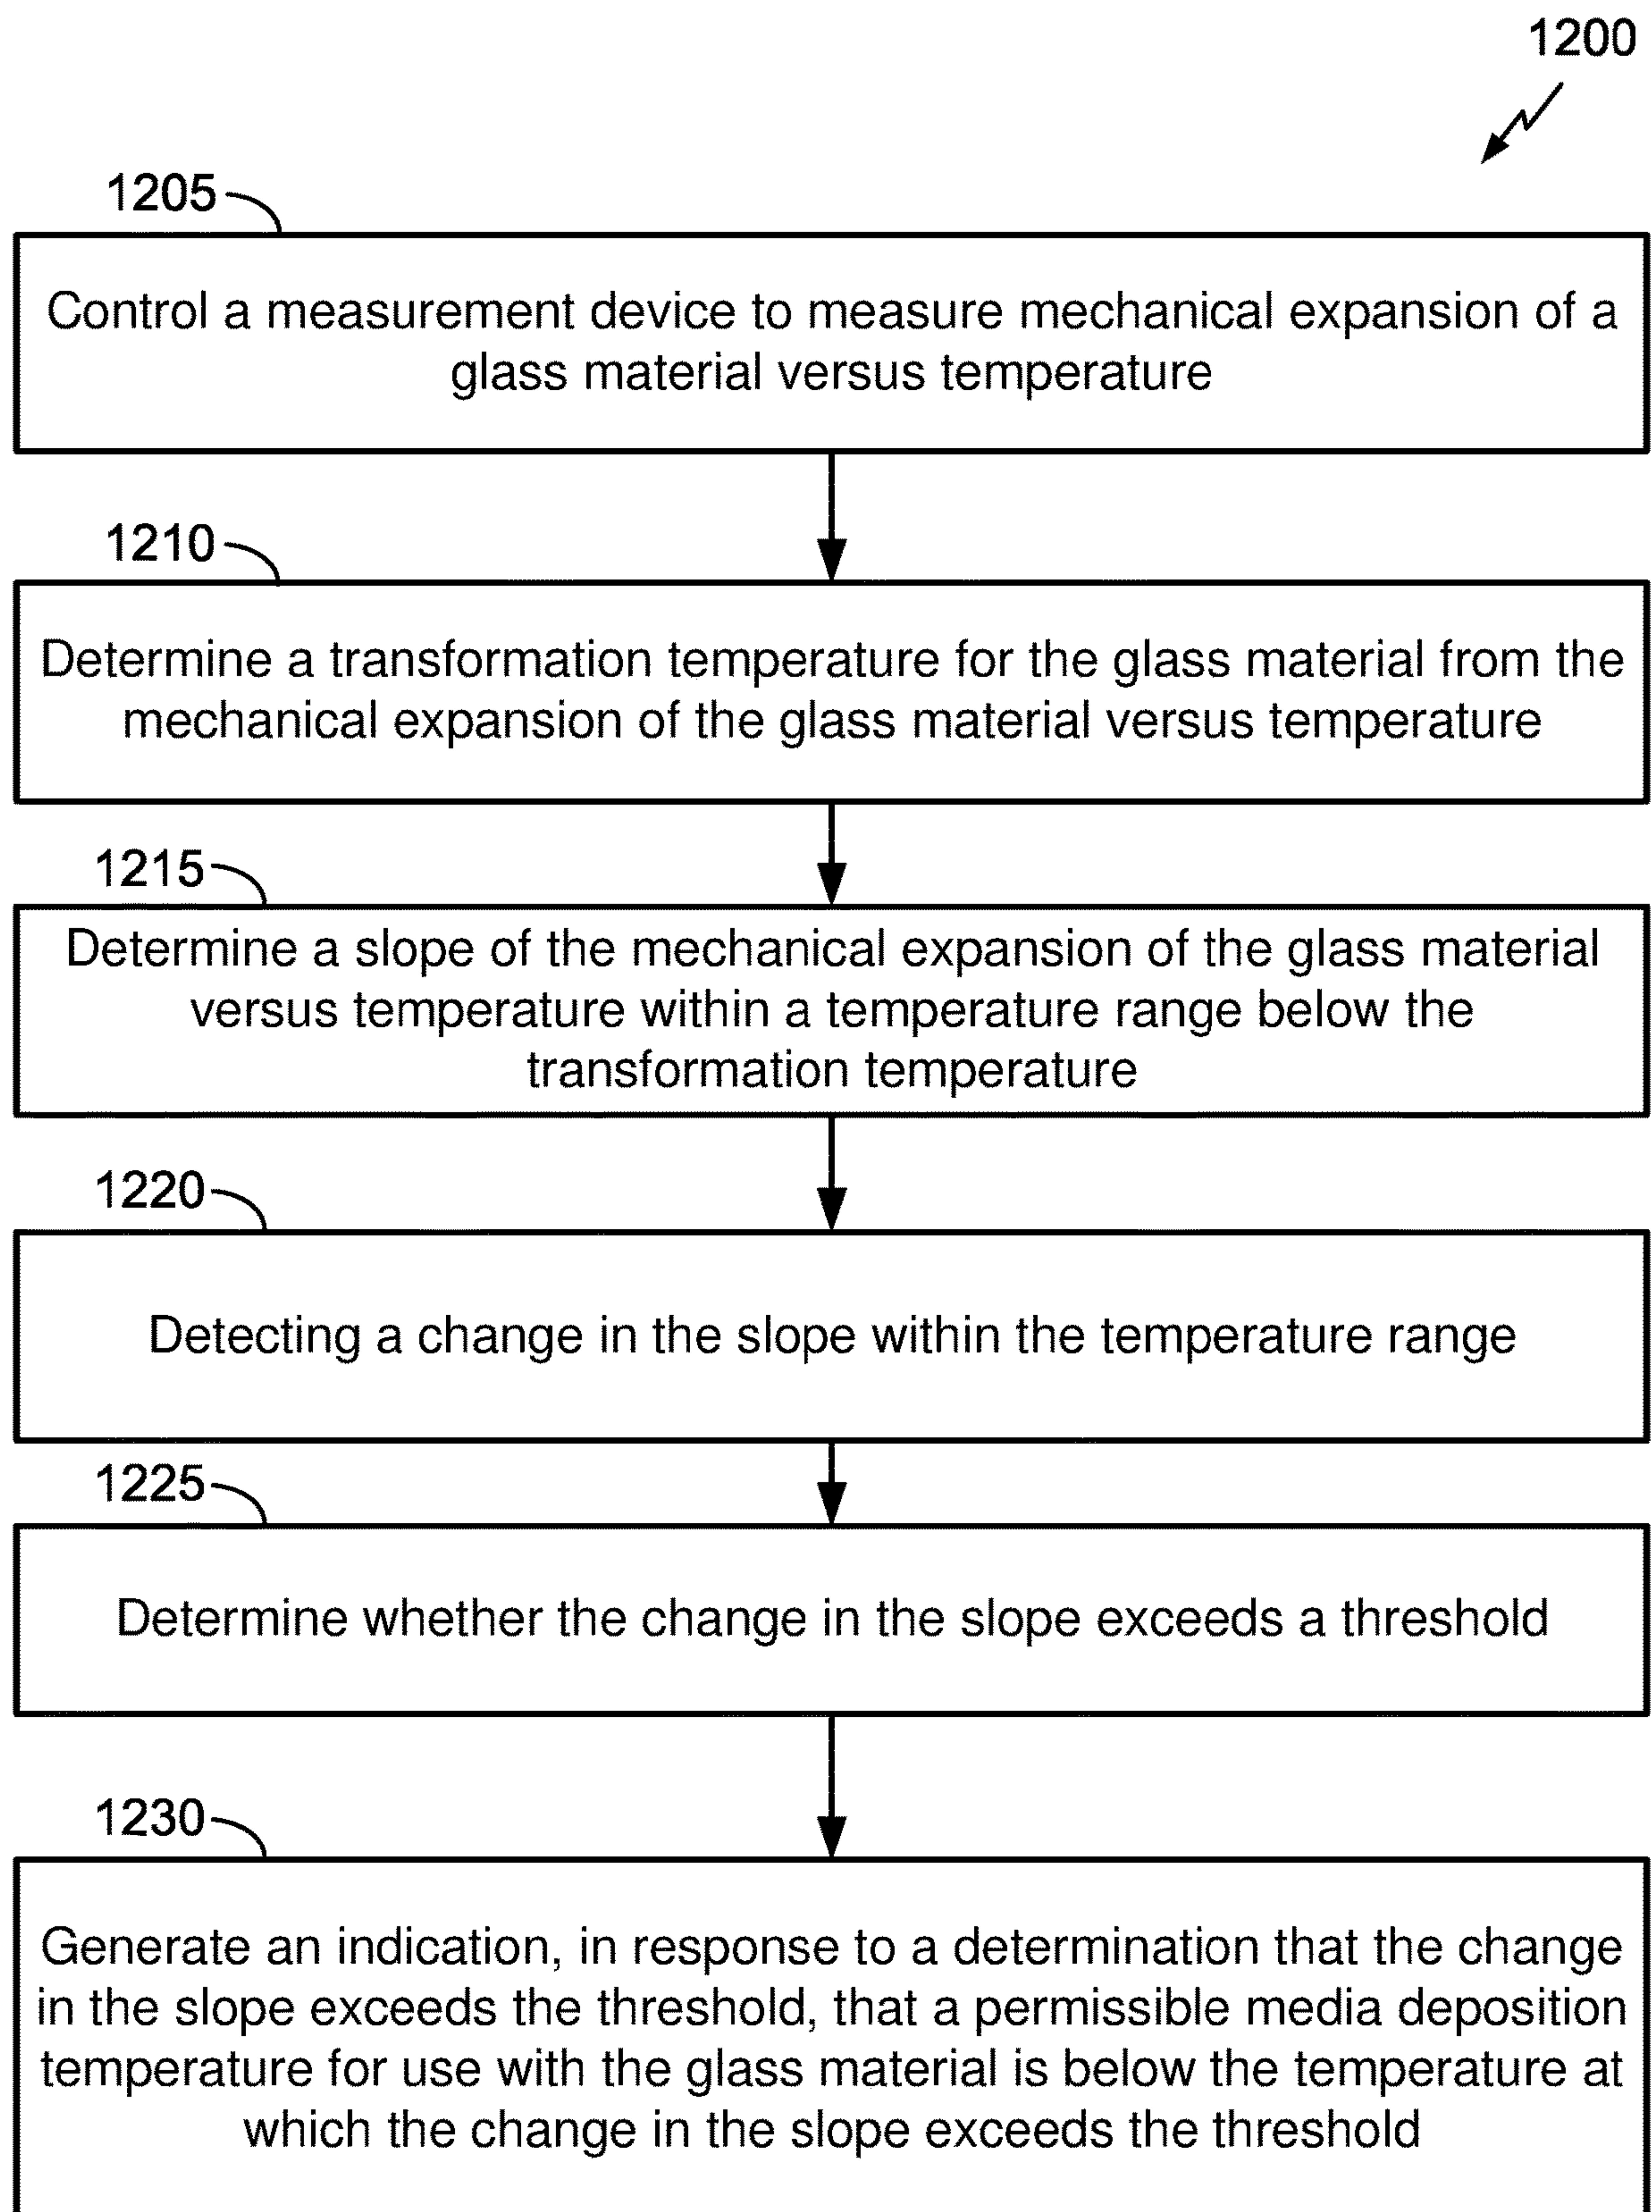 1200
1205
Control a measurement device to measure mechanical expansion of a
glass material versus temperature
1210
Determine a transformation temperature for the glass material from the
mechanical expansion of the glass material versus temperature
1215
Determine a slope of the mechanical expansion of the glass material
versus temperature within a temperature range below the
transformation temperature
1220
Detecting a change in the slope within the temperature range
1225
Determine whether the change in the slope exceeds a threshold
1230
Generate an indication, in response to a determination that the change
in the slope exceeds the threshold, that a permissible media deposition
temperature for use with the glass material is below the temperature at
which the change in the slope exceeds the threshold